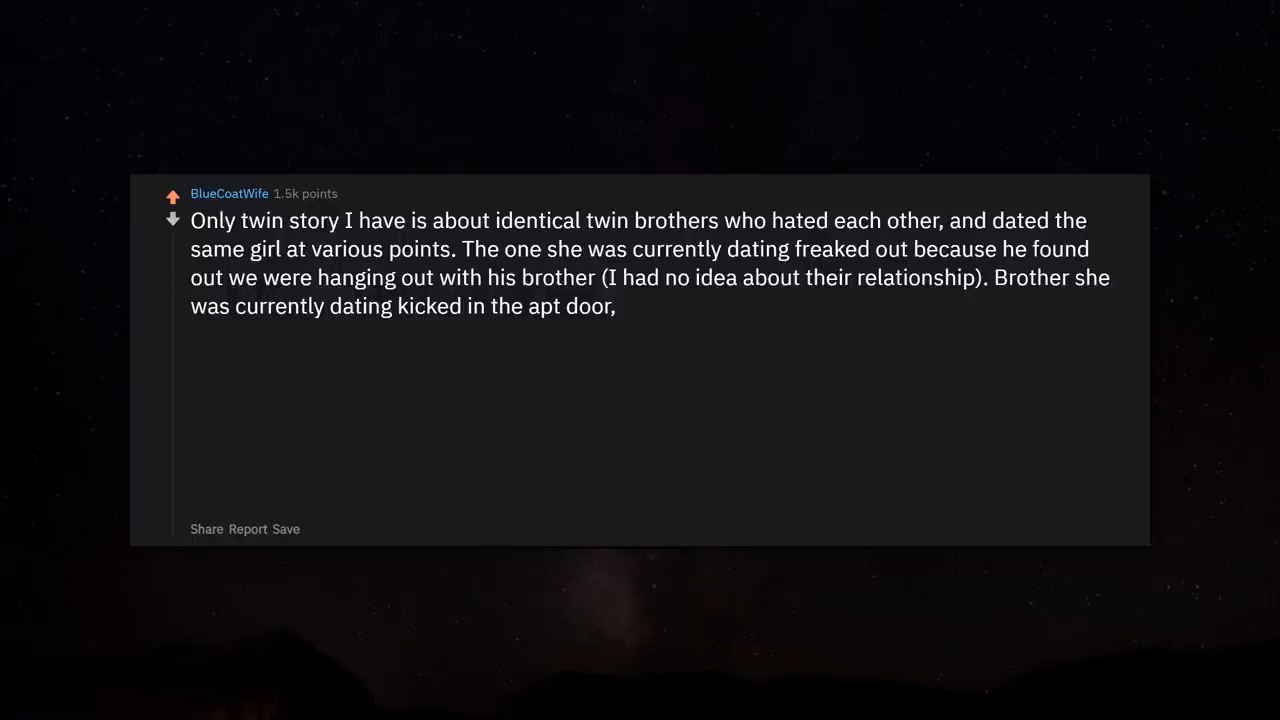 BlueCoatWife 1.5k points
Only twin story I have is about identical twin brothers who hated each other, and dated the
same girl at various points. The one she was currently dating freaked out because he found
out we were hanging out with his brother (I had no idea about their relationship). Brother she
was currently dating kicked in the apt door,
Share Report Save